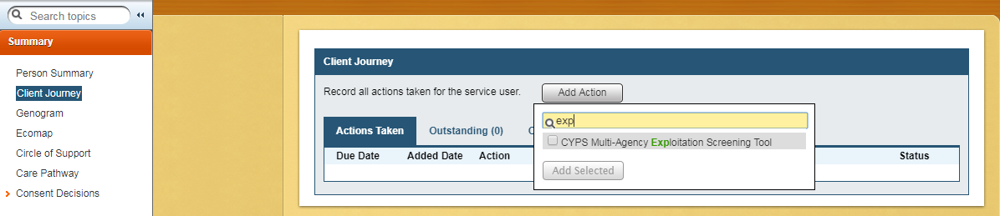 Search topics
Summary
Person Summary
Client Journey
Genogram
Ecomap
Circle of Support
Care Pathway
Consent Decisions
Client Journey
Record all actions taken for the service user.
Add Action
exp
CYPS Multi-Agency Exploitation Screening Tool
Add Selected
Actions Taken Outstanding (0)
Due Date Added Date Action Status